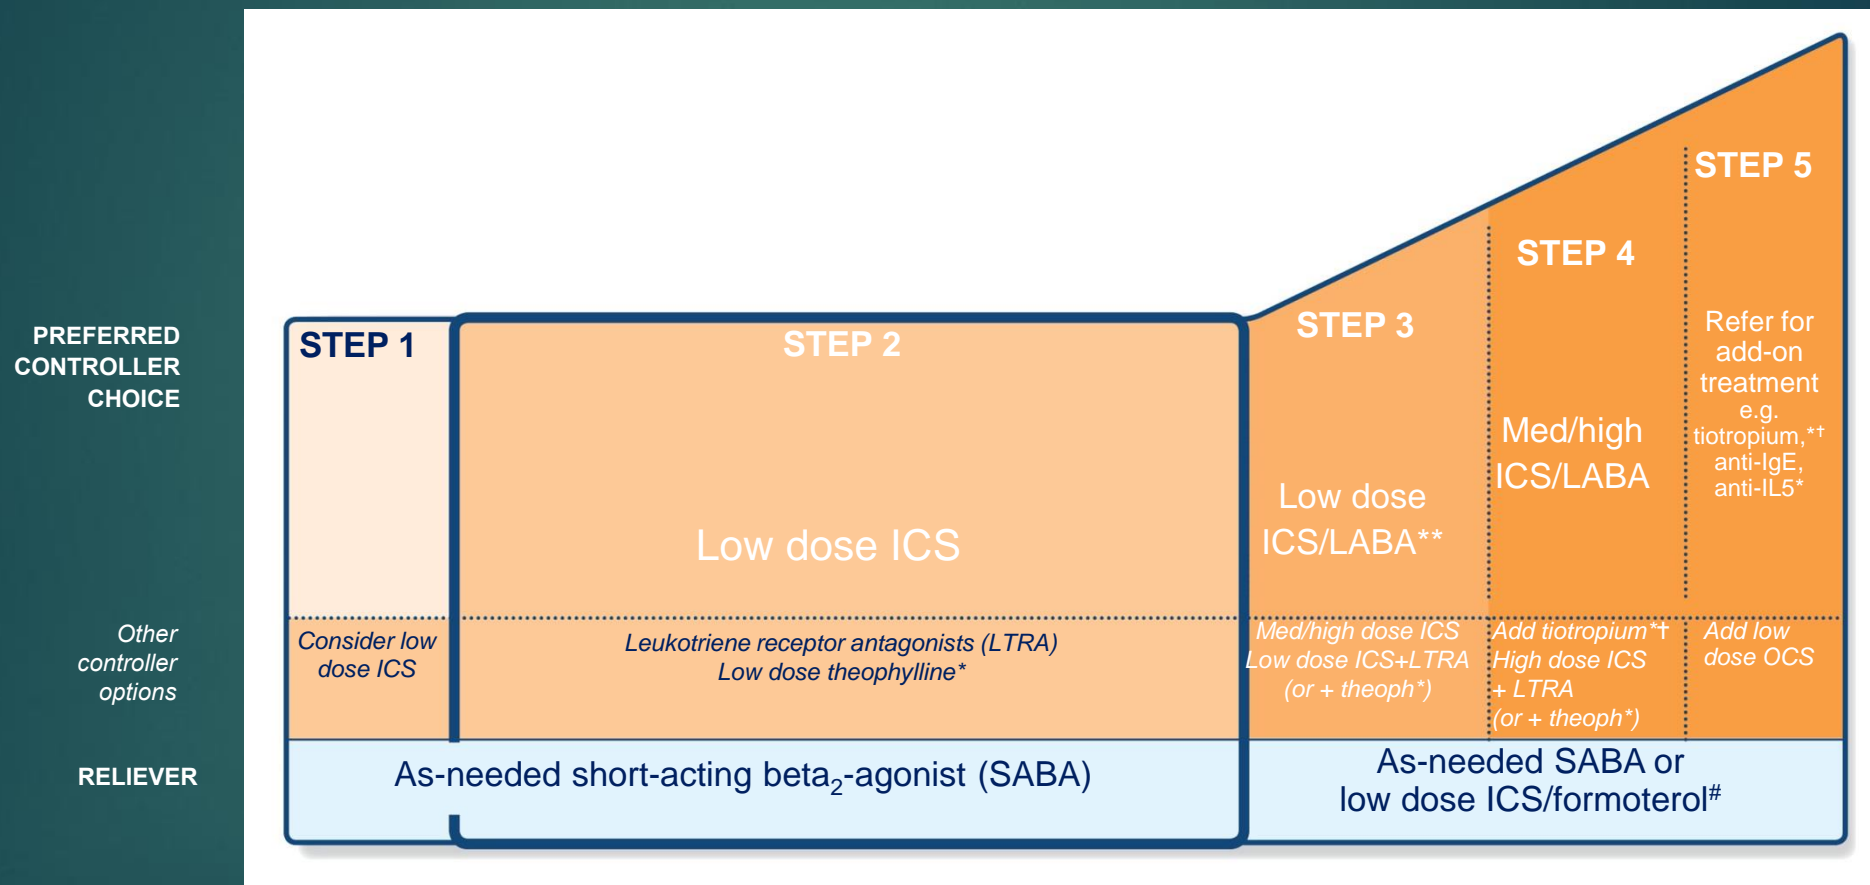 PREFERRED
CONTROLLER
CHOICE
STEP 1
STEP 2
Low dose ICS
STEP 3
Low dose
ICS/LABA**
STEP 4
Med/high
ICS/LABA
STEP 5
Refer for
add-on
treatment
e.g.
tiotropium,*†
anti-IgE,
anti-IL5*
Other
controller
options
Consider low
dose ICS
Leukotriene receptor antagonists (LTRA)
Low dose theophylline*
Med/high dose ICS
Low dose ICS+LTRA
(or + theoph*)
Add tiotropium*†
High dose ICS
+ LTRA
(or + theoph*)
Add low
dose OCS
RELIEVER
As-needed short-acting beta₂-agonist (SABA)
As-needed SABA or
low dose ICS/formoterol#